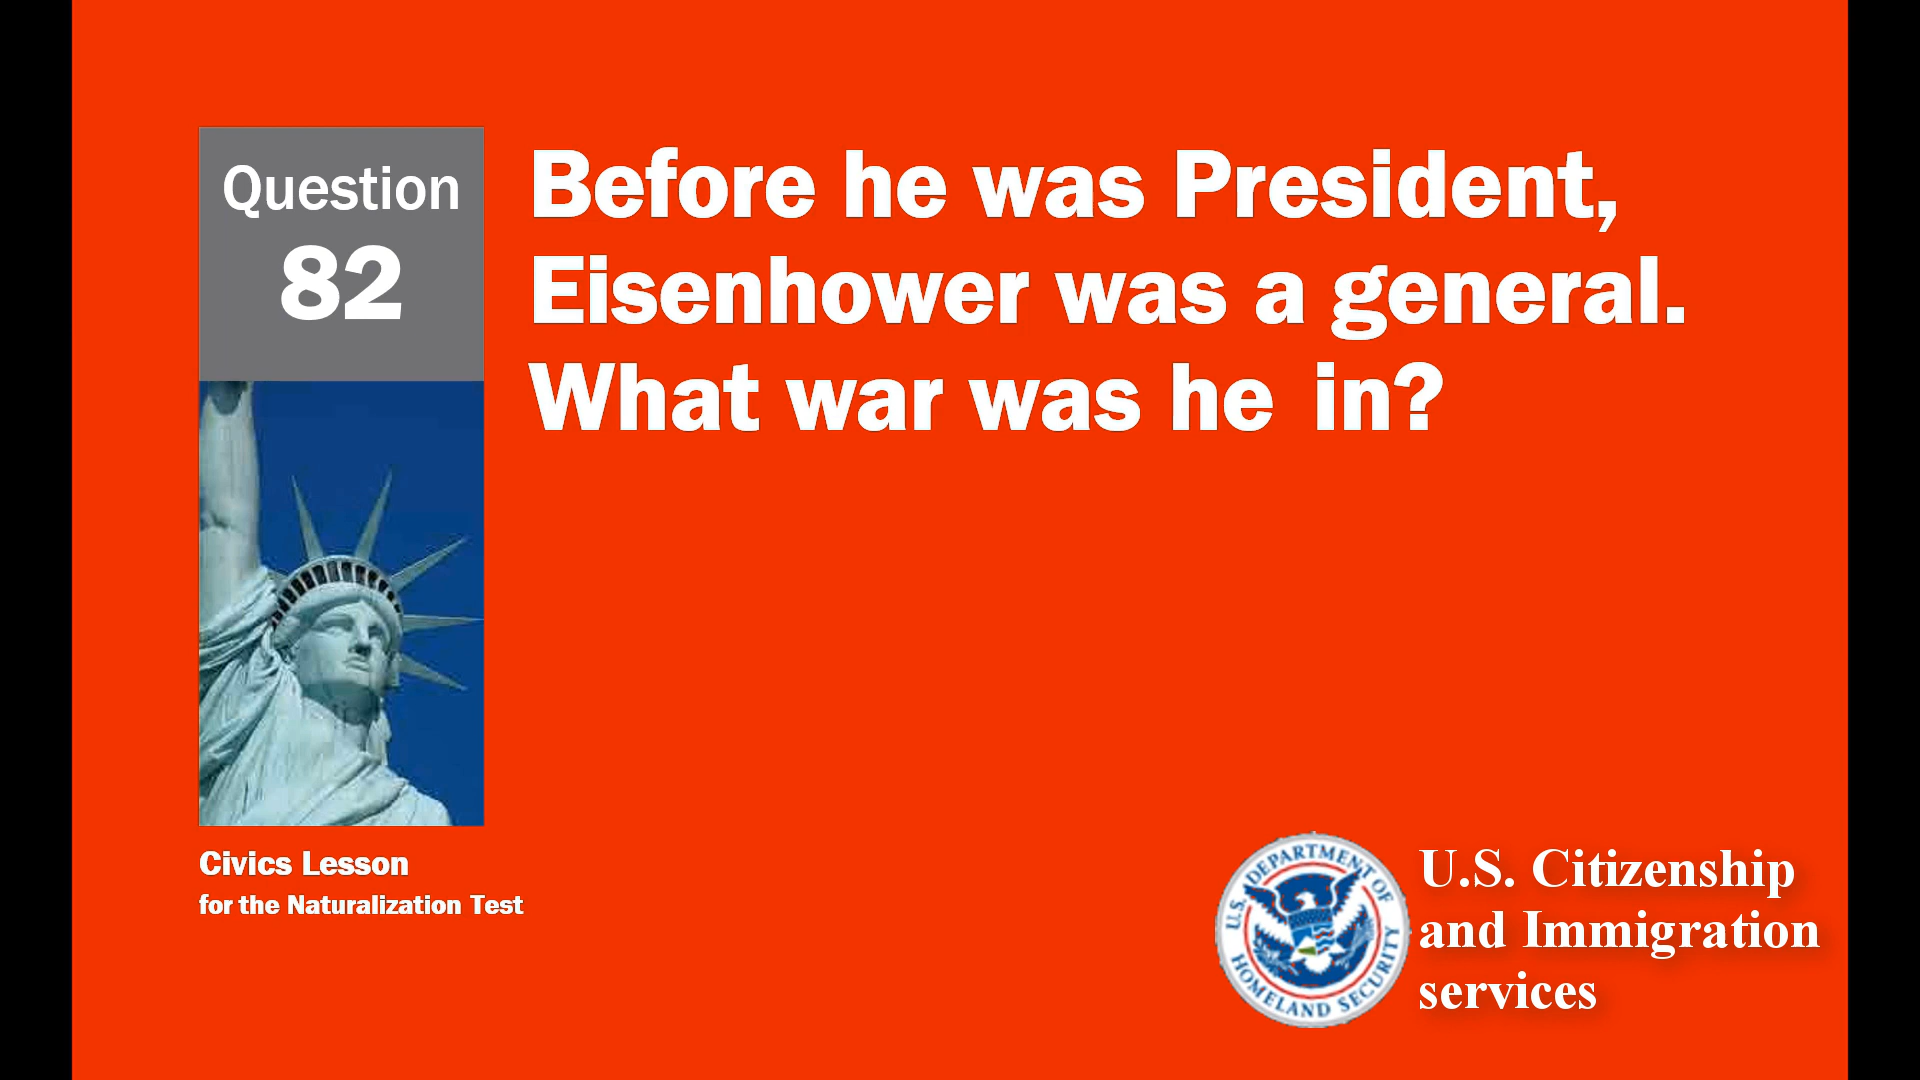 Question
82
Before he was President,
Eisenhower was a general.
What war was he in?
Civics Lesson
for the Naturalization Test
U.S. DEPARTMENT OF
HOMELAND SECURITY
U.S. Citizenship
and Immigration
services